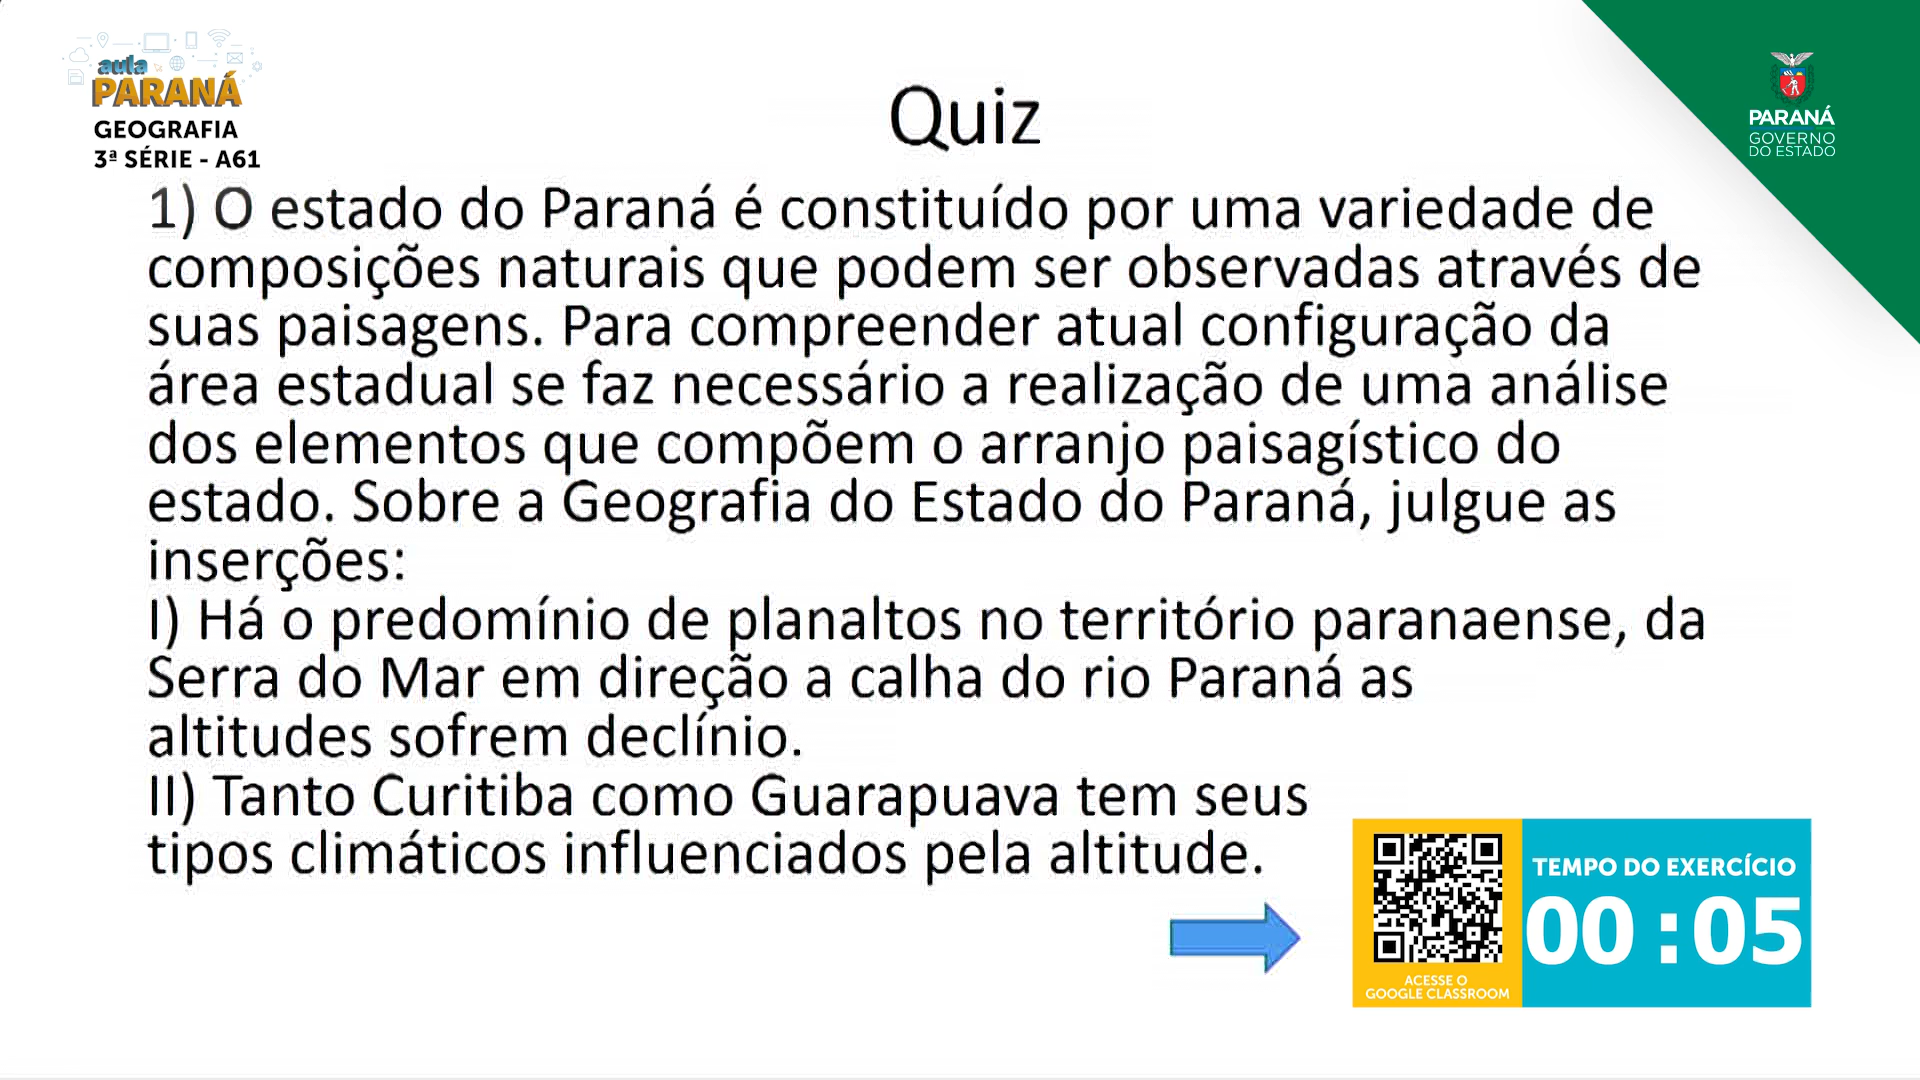 aula
PARANÁ
GEOGRAFIA
3ª SÉRIE - A61
PARANÁ
GOVERNO
DO ESTADO
Quiz
1) O estado do Paraná é constituído por uma variedade de
composições naturais que podem ser observadas através de
suas paisagens. Para compreender atual configuração da
área estadual se faz necessário a realização de uma análise
dos elementos que compõem o arranjo paisagístico do
estado. Sobre a Geografia do Estado do Paraná, julgue as
inserções:
I) Há o predomínio de planaltos no território paranaense, da
Serra do Mar em direção a calha do rio Paraná as
altitudes sofrem declínio.
II) Tanto Curitiba como Guarapuava tem seus
tipos climáticos influenciados pela altitude.
ACESSE O
GOOGLE CLASSROOM
TEMPO DO EXERCÍCIO
00:05